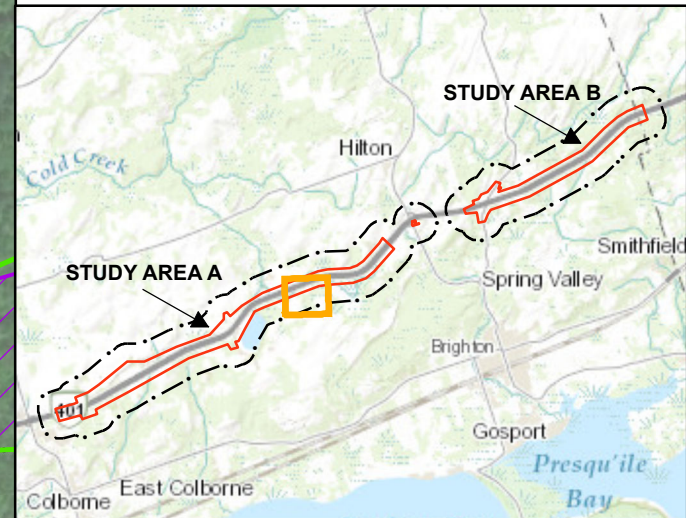 STUDY AREA B
Hilton
Cold Creek
Smithfield
STUDY AREA A
Spring Valley
Brighton
401
Gosport
Presqu'ile
Bay
East Colborne
Colborne